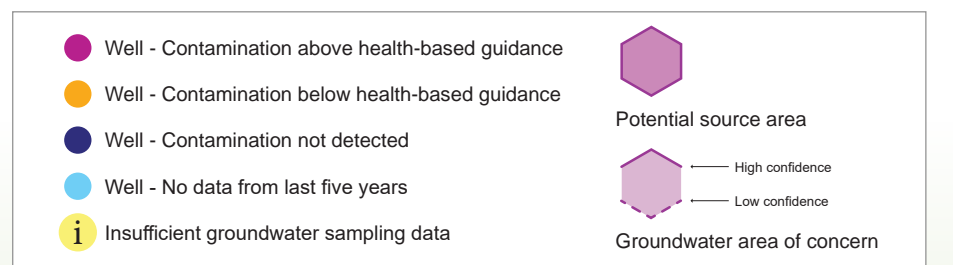 Well - Contamination above health-based guidance
Well - Contamination below health-based guidance
Well - Contamination not detected
Well - No data from last five years
i
Insufficient groundwater sampling data
Potential source area
High confidence
Low confidence
Groundwater area of concern